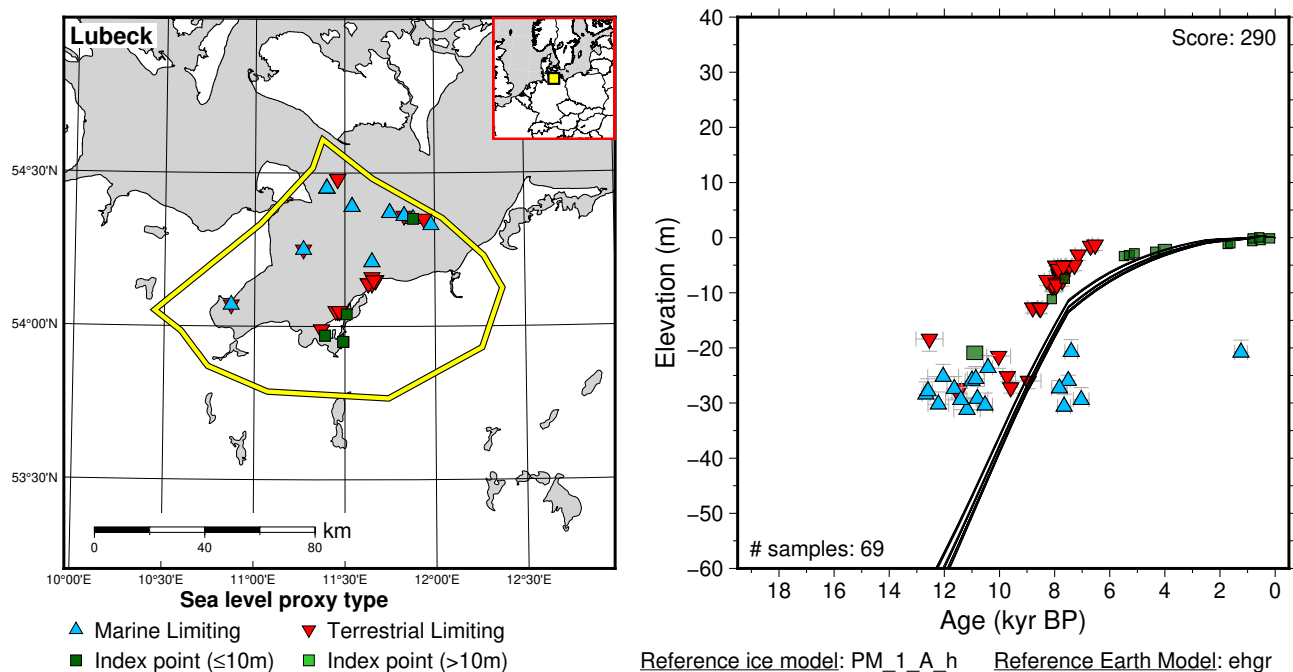 Lubeck
54°30'N
54°00'N
53°30'N
km
0 40 80
10°00'E 10°30'E 11°00'E 11°30'E 12°00'E 12°30'E
Sea level proxy type
Marine Limiting Terrestrial Limiting
Index point (≤10m) Index point (>10m)
40
30
20
10
0
−10
−20
−30
−40
−50
−60
Elevation (m)
Score: 290
# samples: 69
18 16 14 12 10 8 6 4 2 0
Age (kyr BP)
Reference ice model: PM_1_A_h Reference Earth Model: ehgr